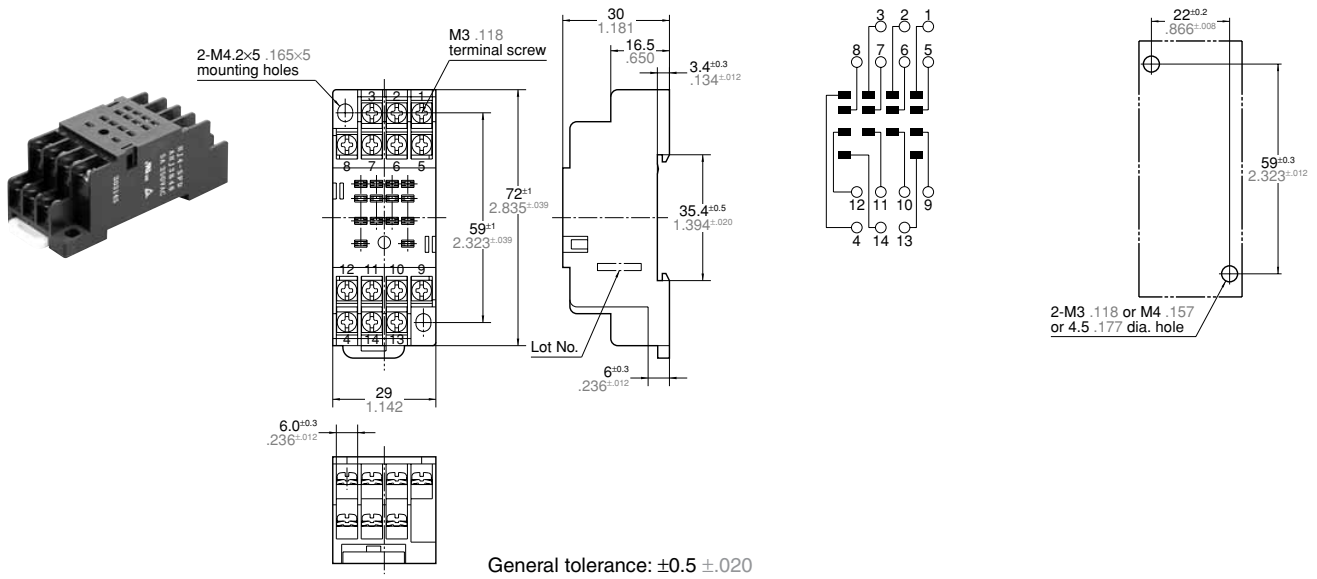 2-M4.2×5 .165×5
mounting holes
M3 .118
terminal screw
3 2 1
8 7 6 5
12 11 10 9
4 14 13
72±1
2.835±.039
59±1
2.323±.039
29
1.142
30
1.181
16.5
.650
3.4±0.3
.134±.012
35.4±0.5
1.394±.020
Lot No.
6±0.3
.236±.012
6.0±0.3
.236±.012
General tolerance: ±0.5 ±.020
3 2 1
8 7 6 5
12 11 10 9
4 14 13
22±0.2
.866±.008
59±0.3
2.323±.012
2-M3 .118 or M4 .157
or 4.5 .177 dia. hole